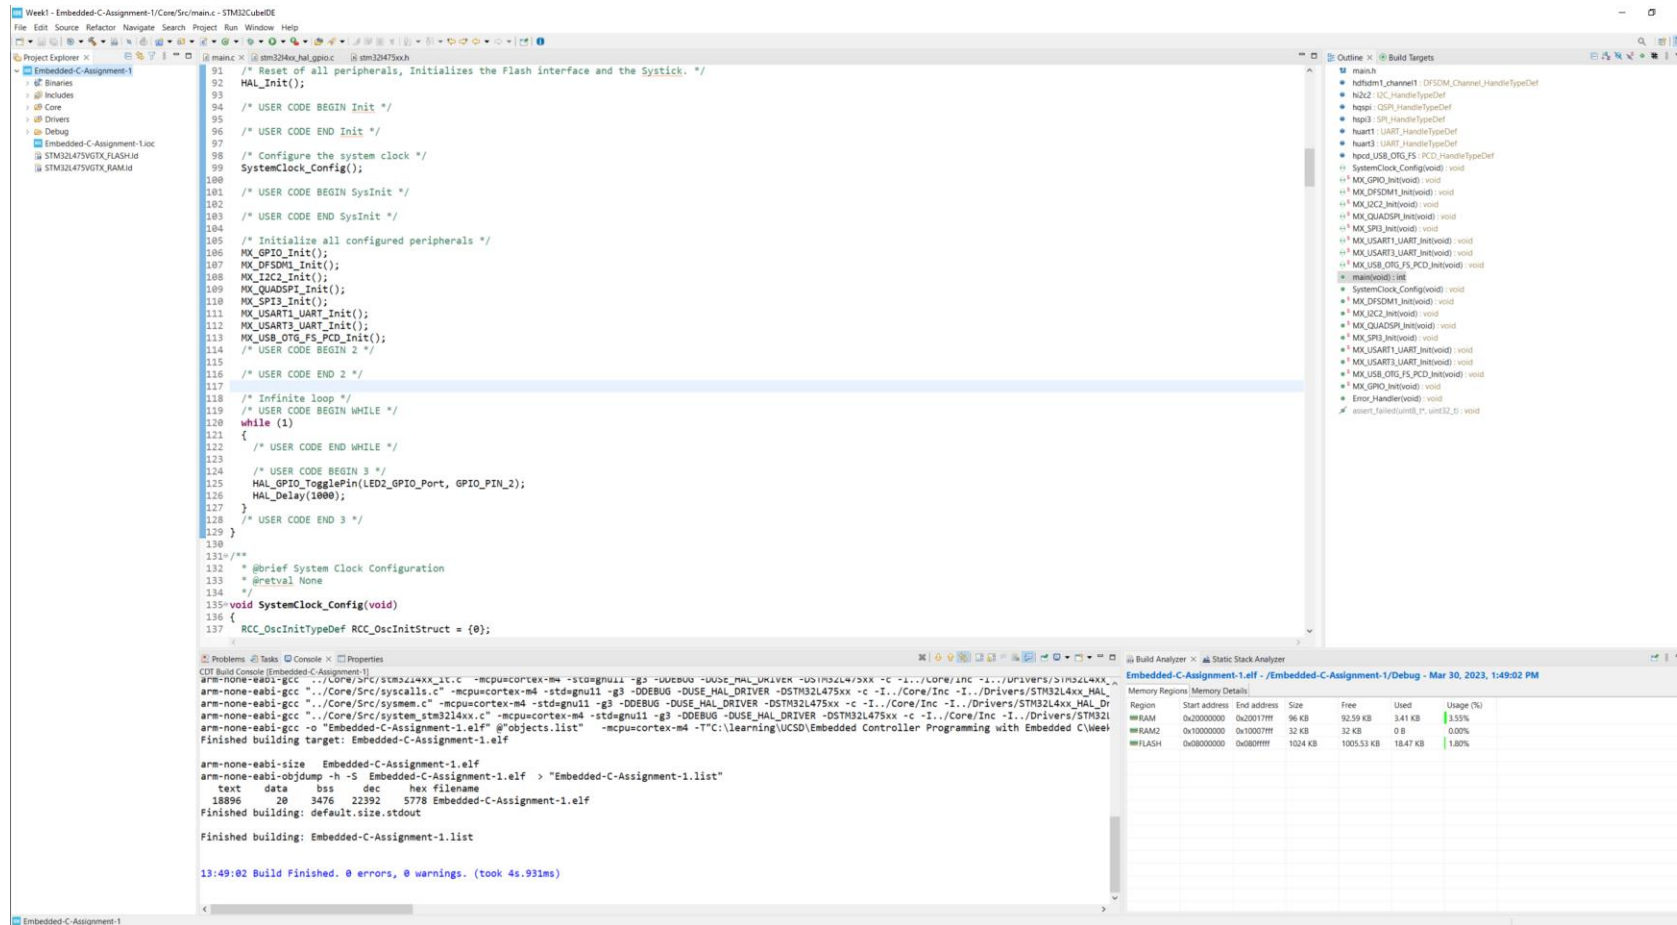 Week1 - Embedded-C-Assignment-1/Core/Src/main.c - STM32CubeIDE
File Edit Source Refactor Navigate Search Project Run Window Help
Project Explorer
Embedded-C-Assignment-1
Binaries
Includes
Core
Drivers
Debug
Embedded-C-Assignment-1.ioc
STM32L475VGTX_FLASH.ld
STM32L475VGTX_RAM.ld
main.c stm32l4xx_hal_gpio.c stm32l475xx.h
91 /* Reset of all peripherals, Initializes the Flash interface and the Systick. */
92 HAL_Init();
93
94 /* USER CODE BEGIN Init */
95
96 /* USER CODE END Init */
97
98 /* Configure the system clock */
99 SystemClock_Config();
100
101 /* USER CODE BEGIN SysInit */
102
103 /* USER CODE END SysInit */
104
105 /* Initialize all configured peripherals */
106 MX_GPIO_Init();
107 MX_DFSDM1_Init();
108 MX_I2C2_Init();
109 MX_QUADSPI_Init();
110 MX_SPI3_Init();
111 MX_USART1_UART_Init();
112 MX_USART3_UART_Init();
113 MX_USB_OTG_FS_PCD_Init();
114 /* USER CODE BEGIN 2 */
115
116 /* USER CODE END 2 */
117
118 /* Infinite loop */
119 /* USER CODE BEGIN WHILE */
120 while (1)
121 {
122 /* USER CODE END WHILE */
123
124 /* USER CODE BEGIN 3 */
125 HAL_GPIO_TogglePin(LED2_GPIO_Port, GPIO_PIN_2);
126 HAL_Delay(1000);
127 }
128 /* USER CODE END 3 */
129 }
130
131 /**
132 * @brief System Clock Configuration
133 * @retval None
134 */
135 void SystemClock_Config(void)
136 {
137 RCC_OscInitTypeDef RCC_OscInitStruct = {0};
Outline Build Targets
main.h
hdfsdm1_channel1 : DFSDM_Channel_HandleTypeDef
hi2c2 : I2C_HandleTypeDef
hqspi : QSPI_HandleTypeDef
hspi3 : SPI_HandleTypeDef
huart1 : UART_HandleTypeDef
huart3 : UART_HandleTypeDef
hpcd_USB_OTG_FS : PCD_HandleTypeDef
SystemClock_Config(void) : void
MX_GPIO_Init(void) : void
MX_DFSDM1_Init(void) : void
MX_I2C2_Init(void) : void
MX_QUADSPI_Init(void) : void
MX_SPI3_Init(void) : void
MX_USART1_UART_Init(void) : void
MX_USART3_UART_Init(void) : void
MX_USB_OTG_FS_PCD_Init(void) : void
main(void) : int
SystemClock_Config(void) : void
MX_DFSDM1_Init(void) : void
MX_I2C2_Init(void) : void
MX_QUADSPI_Init(void) : void
MX_SPI3_Init(void) : void
MX_USART1_UART_Init(void) : void
MX_USART3_UART_Init(void) : void
MX_USB_OTG_FS_PCD_Init(void) : void
MX_GPIO_Init(void) : void
Error_Handler(void) : void
assert_failed(uint8_t*, uint32_t) : void
Problems Tasks Console Properties
CDT Build Console [Embedded-C-Assignment-1]
arm-none-eabi-gcc "../Core/Src/stm32l4xx_it.c" -mcpu=cortex-m4 -std=gnu11 -g3 -DDEBUG -DUSE_HAL_DRIVER -DSTM32L475xx -c -I../Core/Inc -I../Drivers/STM32L4xx
arm-none-eabi-gcc "../Core/Src/syscalls.c" -mcpu=cortex-m4 -std=gnu11 -g3 -DDEBUG -DUSE_HAL_DRIVER -DSTM32L475xx -c -I../Core/Inc -I../Drivers/STM32L4xx_HAL_
arm-none-eabi-gcc "../Core/Src/sysmem.c" -mcpu=cortex-m4 -std=gnu11 -g3 -DDEBUG -DUSE_HAL_DRIVER -DSTM32L475xx -c -I../Core/Inc -I../Drivers/STM32L4xx_HAL_Dr
arm-none-eabi-gcc "../Core/Src/system_stm32l4xx.c" -mcpu=cortex-m4 -std=gnu11 -g3 -DDEBUG -DUSE_HAL_DRIVER -DSTM32L475xx -c -I../Core/Inc -I../Drivers/STM32L
arm-none-eabi-gcc -o "Embedded-C-Assignment-1.elf" @"objects.list" -mcpu=cortex-m4 -T"C:\learning\UCSD\Embedded Controller Programming with Embedded C\Week
Finished building target: Embedded-C-Assignment-1.elf

arm-none-eabi-size Embedded-C-Assignment-1.elf
arm-none-eabi-objdump -h -S Embedded-C-Assignment-1.elf > "Embedded-C-Assignment-1.list"
text data bss dec hex filename
18896 20 3476 22392 5778 Embedded-C-Assignment-1.elf
Finished building: default.size.stdout

Finished building: Embedded-C-Assignment-1.list

13:49:02 Build Finished. 0 errors, 0 warnings. (took 4s.931ms)
Build Analyzer Static Stack Analyzer
Embedded-C-Assignment-1.elf - /Embedded-C-Assignment-1/Debug - Mar 30, 2023, 1:49:02 PM
Memory Regions Memory Details
Region Start address End address Size Free Used Usage (%)
RAM 0x20000000 0x20017fff 96 KB 92.59 KB 3.41 KB 3.55%
RAM2 0x10000000 0x10007fff 32 KB 32 KB 0 B 0.00%
FLASH 0x08000000 0x080fffff 1024 KB 1005.53 KB 18.47 KB 1.80%
Embedded-C-Assignment-1